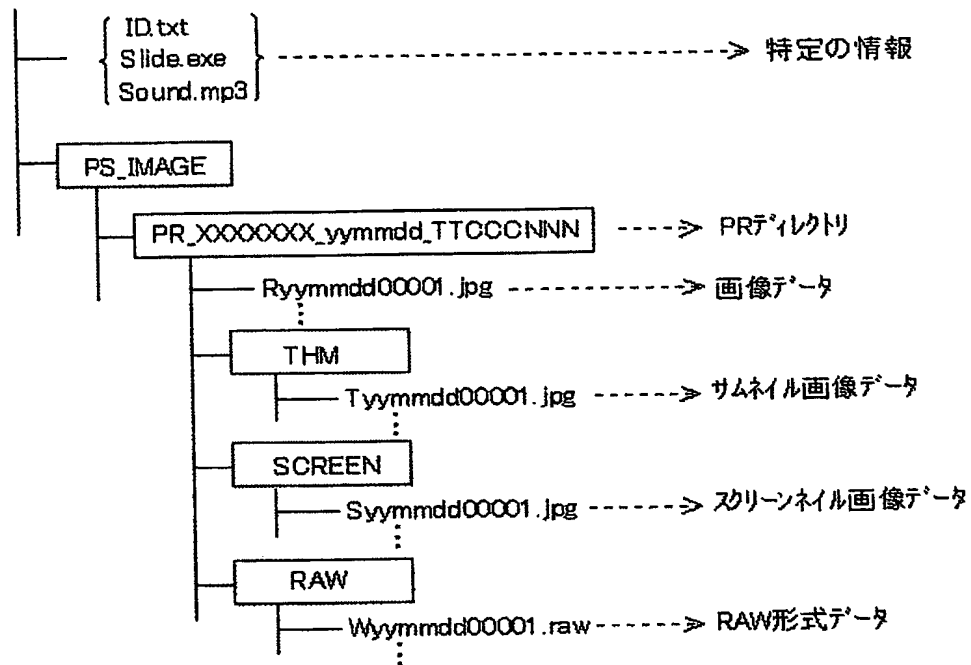 ID.txt
Slide.exe
Sound.mp3
特定の情報
PS_IMAGE
PR_XXXXXXX_yymmdd_TTCCCNNN
PRディレクトリ
Ryymmdd00001.jpg
画像データ
THM
Tyymmdd00001.jpg
サムネイル画像データ
SCREEN
Syymmdd00001.jpg
スクリーンネイル画像データ
RAW
Wyymmdd00001.raw
RAW形式データ